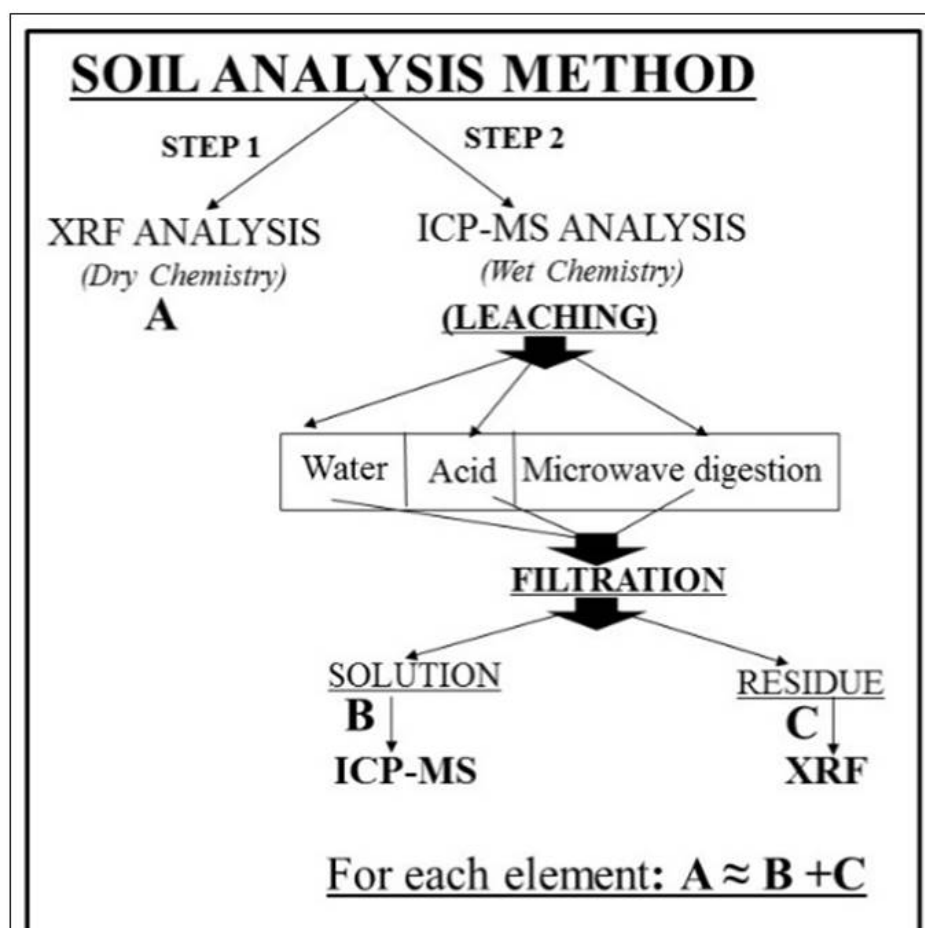 SOIL ANALYSIS METHOD
STEP 1
STEP 2
XRF ANALYSIS
(Dry Chemistry)
A
ICP-MS ANALYSIS
(Wet Chemistry)
(LEACHING)
Water
Acid
Microwave digestion
FILTRATION
SOLUTION
B
ICP-MS
RESIDUE
C
XRF
For each element: A ≈ B +C